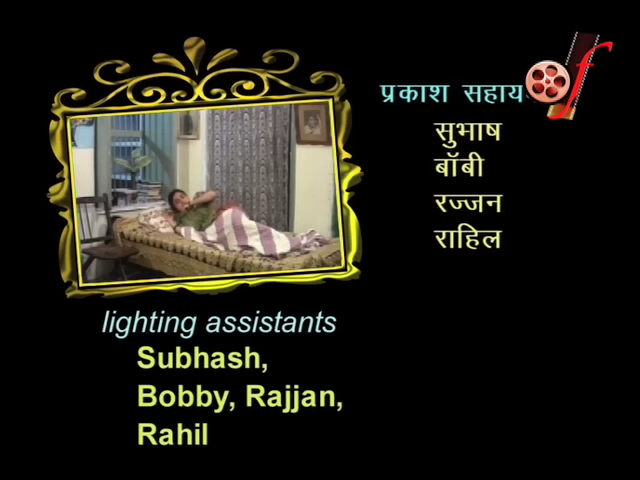 प्रकाश सहाय
सुभाष
बॉबी
रज्जन
राहिल
lighting assistants
Subhash,
Bobby, Rajjan,
Rahil